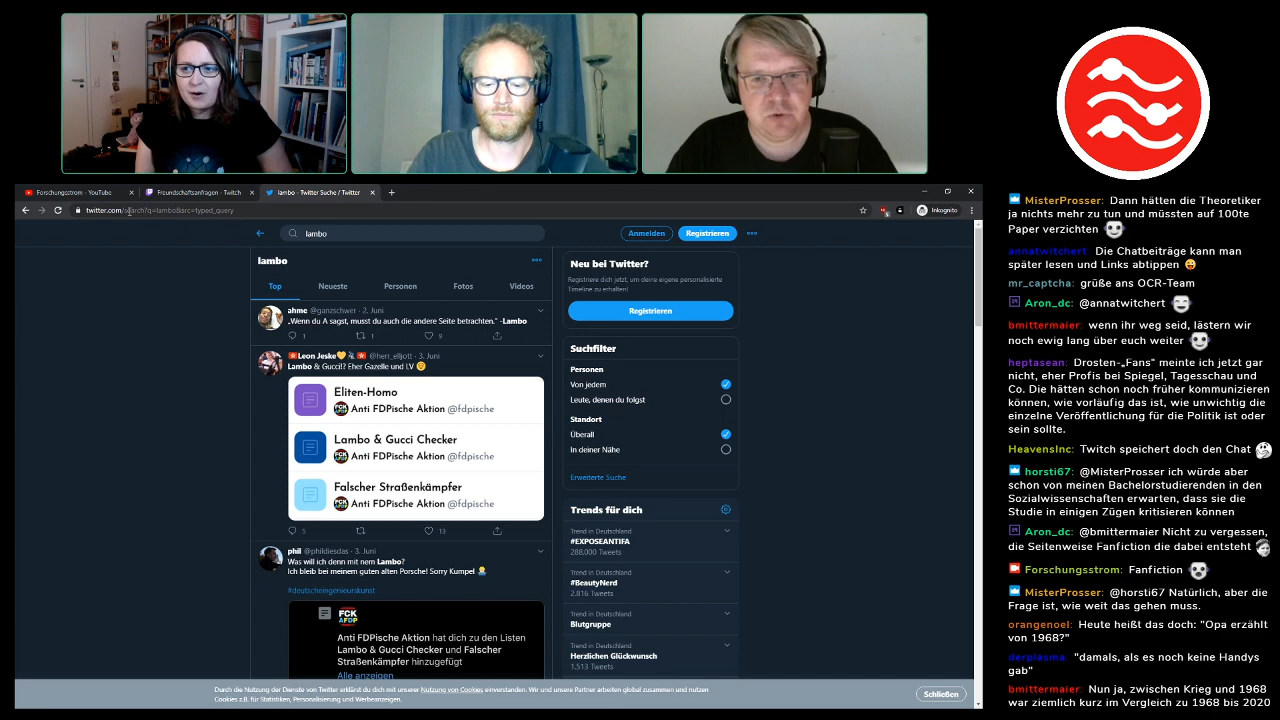 Forschungsstrom - YouTube
Freundschaftsanfragen - Twitch
lambo - Twitter Suche / Twitter
twitter.com/search?q=lambo&src=typed_query
Inkognito
lambo
Anmelden
Registrieren
lambo
Top
Neueste
Personen
Fotos
Videos
ahme @ganzschwer · 2. Juni
„Wenn du A sagst, musst du auch die andere Seite betrachten." -Lambo
1
1
9
Leon Jeske @herr_elljott · 3. Juni
Lambo & Gucci!? Eher Gazelle und LV
Eliten-Homo
FCK AFDP Anti FDPische Aktion @fdpische
Lambo & Gucci Checker
FCK AFDP Anti FDPische Aktion @fdpische
Falscher Straßenkämpfer
FCK AFDP Anti FDPische Aktion @fdpische
5
13
phil @phildiesdas · 3. Juni
Was will ich denn mit nem Lambo?
Ich bleib bei meinem guten alten Porsche! Sorry Kumpel
#deutscheingenieurskunst
FCK
AFDP
Anti FDPische Aktion hat dich zu den Listen
Lambo & Gucci Checker und Falscher
Straßenkämpfer hinzugefügt
Alle anzeigen
Neu bei Twitter?
Registriere dich jetzt, um deine eigene personalisierte
Timeline zu erhalten!
Registrieren
Suchfilter
Personen
Von jedem
Leute, denen du folgst
Standort
Überall
In deiner Nähe
Erweiterte Suche
Trends für dich
Trend in Deutschland
#EXPOSEANTIFA
288,000 Tweets
Trend in Deutschland
#BeautyNerd
2.816 Tweets
Trend in Deutschland
Blutgruppe
Trend in Deutschland
Herzlichen Glückwunsch
1,513 Tweets
Durch die Nutzung der Dienste von Twitter erklärst du dich mit unserer Nutzung von Cookies einverstanden. Wir und unsere Partner arbeiten global zusammen und nutzen
Cookies z.B. für Statistiken, Personalisierung und Werbeanzeigen.
Schließen
MisterProsser: Dann hätten die Theoretiker
ja nichts mehr zu tun und müssten auf 100te
Paper verzichten
annatwitchert: Die Chatbeiträge kann man
später lesen und Links abtippen
mr_captcha: grüße ans OCR-Team
Aron_dc: @annatwitchert
bmittermaier: wenn ihr weg seid, lästern wir
noch ewig lang über euch weiter
heptasean: Drosten-„Fans" meinte ich jetzt gar
nicht, eher Profis bei Spiegel, Tagesschau und
Co. Die hätten schon noch früher kommunizieren
können, wie vorläufig das ist, wie unwichtig die
einzelne Veröffentlichung für die Politik ist oder
sein sollte.
HeavensInc: Twitch speichert doch den Chat
horsti67: @MisterProsser ich würde aber
schon von meinen Bachelorstudierenden in den
Sozialwissenschaften erwarten, dass sie die
Studie in einigen Zügen kritisieren können
Aron_dc: @bmittermaier Nicht zu vergessen
die Seitenweise Fanfiction die dabei entsteht
Forschungsstrom: Fanfiction
MisterProsser: @horsti67 Natürlich, aber die
Frage ist, wie weit das gehen muss.
orangenoel: Heute heißt das doch: "Opa erzählt
von 1968?"
derplasma: "damals, als es noch keine Handys
gab"
bmittermaier: Nun ja, zwischen Krieg und 1968
war ziemlich kurz im Vergleich zu 1968 bis 2020